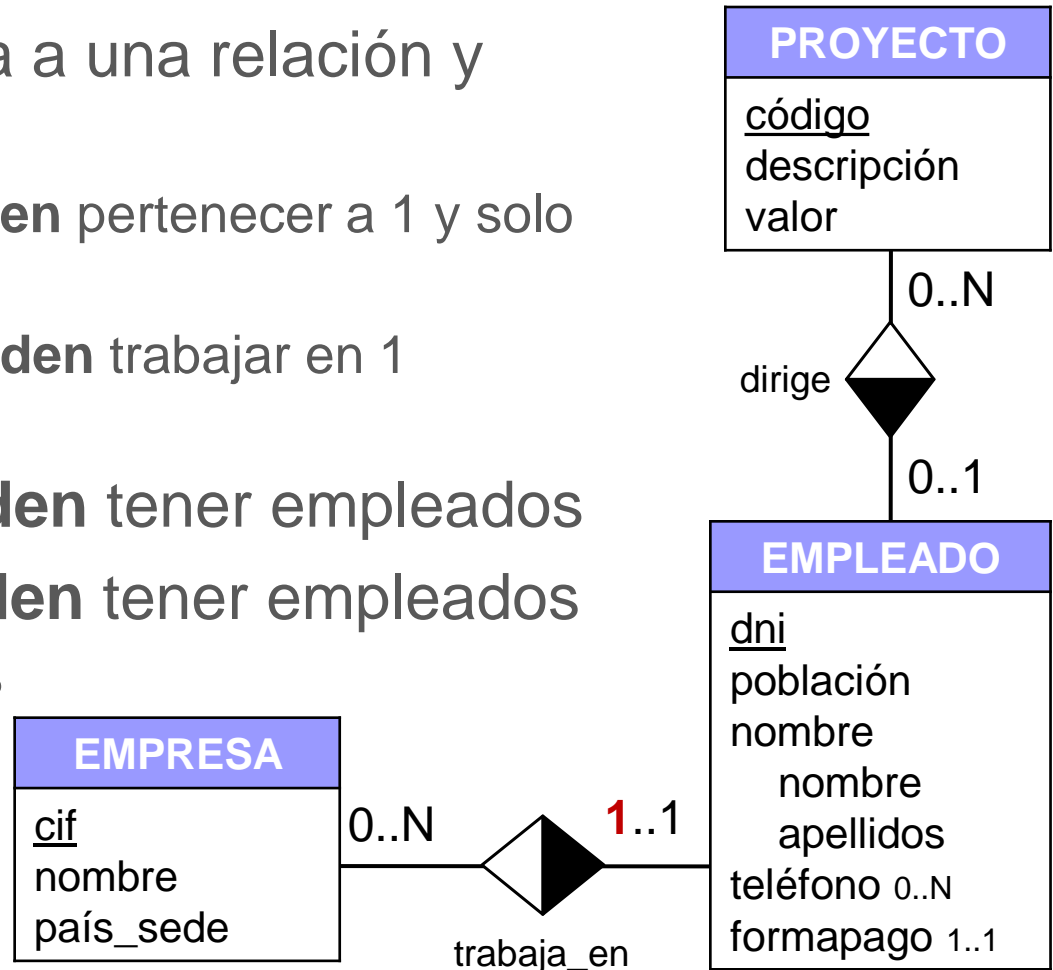 a a una relación y
en pertenecer a 1 y solo
den trabajar en 1
den tener empleados
den tener empleados
PROYECTO
código
descripción
valor
0..N
dirige
0..1
EMPLEADO
dni
población
nombre
nombre
apellidos
teléfono 0..N
formapago 1..1
EMPRESA
cif
nombre
país_sede
0..N
1..1
trabaja_en